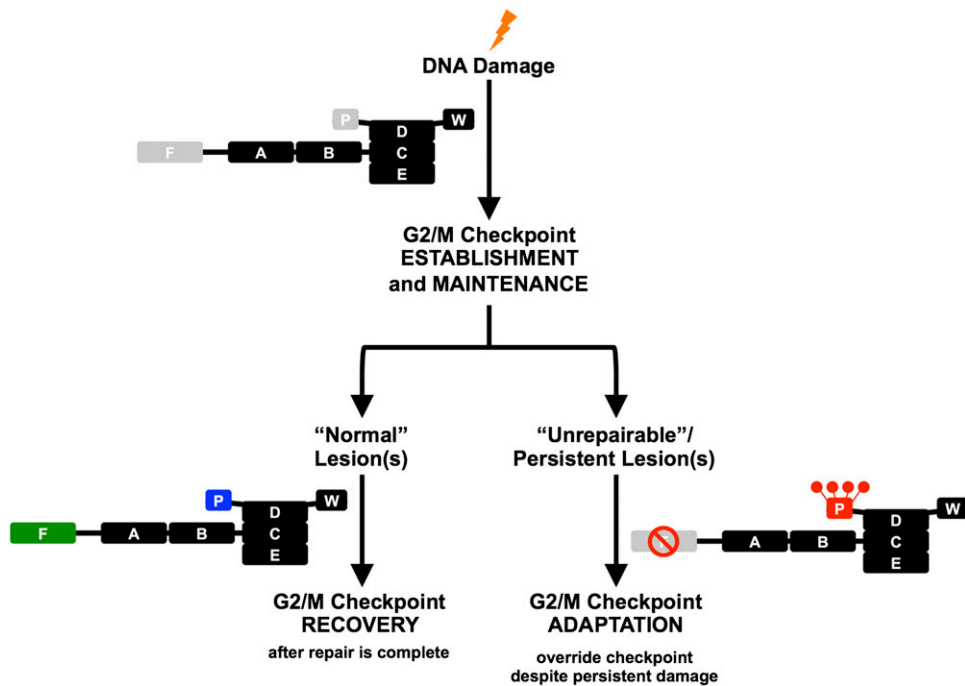 DNA Damage
P
D
W
F
A
B
C
E
G2/M Checkpoint
ESTABLISHMENT
and MAINTENANCE
“Normal”
Lesion(s)
“Unrepairable”/
Persistent Lesion(s)
P
D
W
F
A
B
C
E
P
D
W
A
B
C
E
G2/M Checkpoint
RECOVERY
after repair is complete
G2/M Checkpoint
ADAPTATION
override checkpoint
despite persistent damage